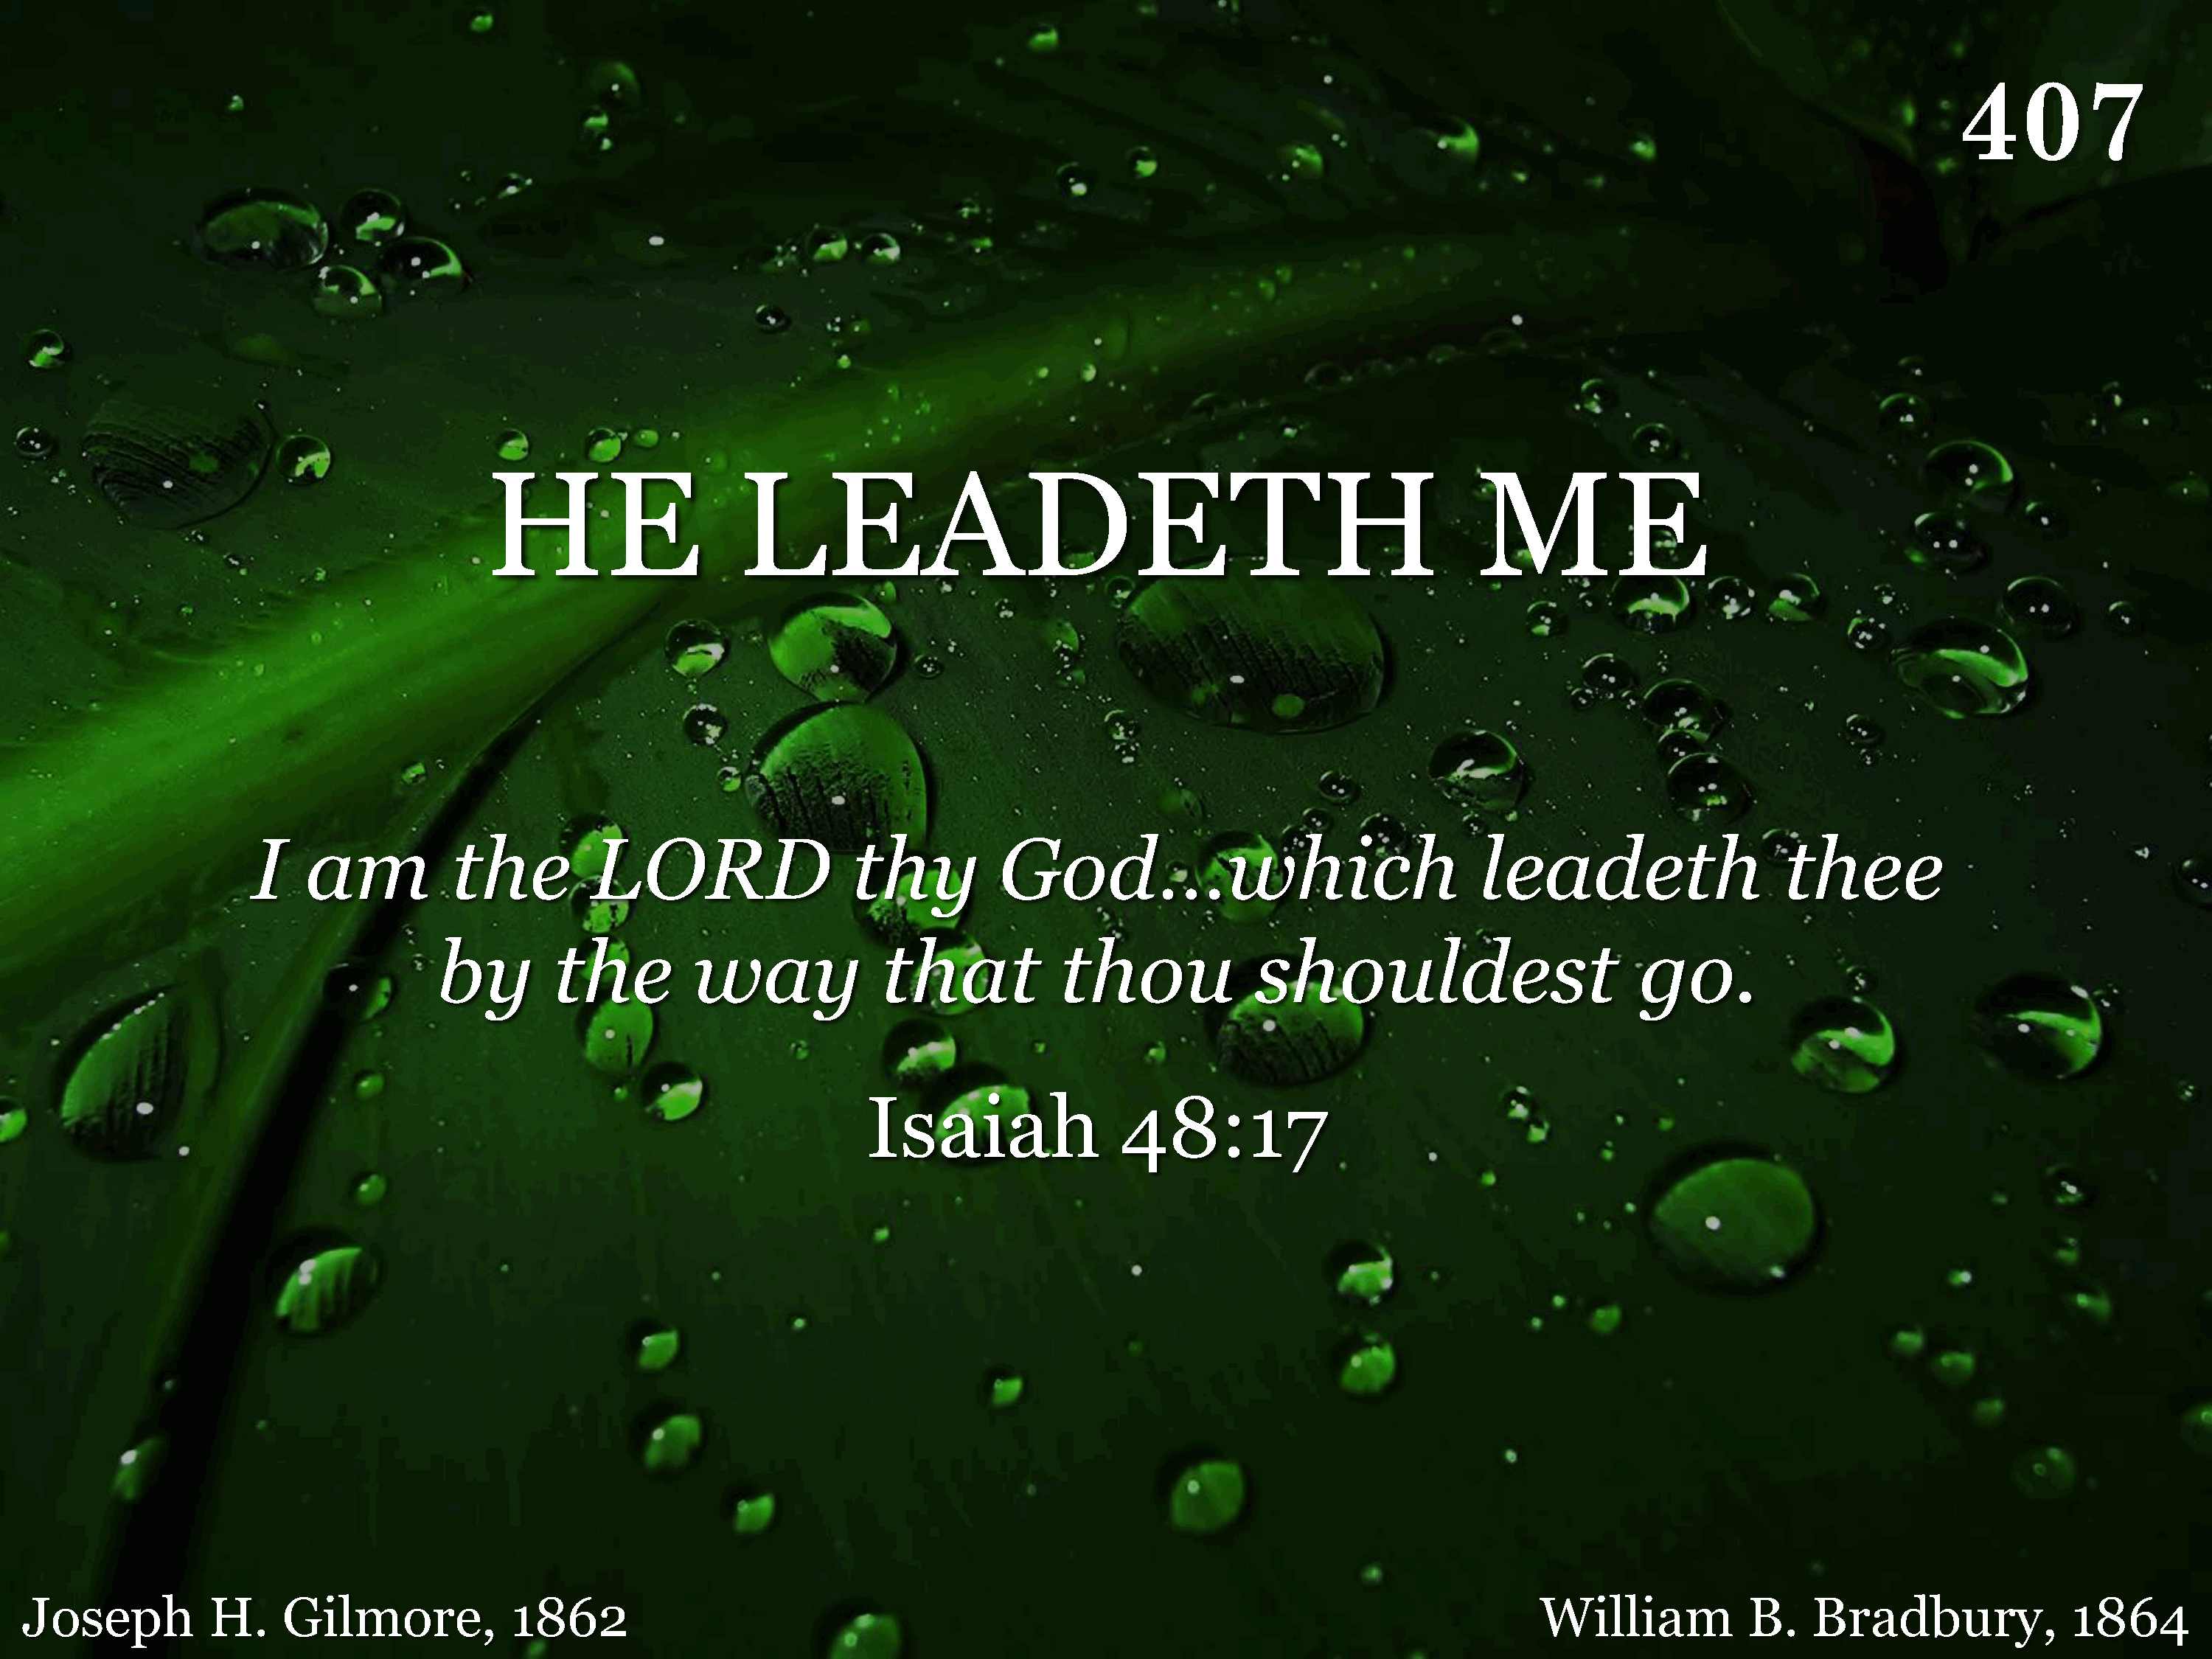 407
HE LEADETH ME
I am the LORD thy God...which leadeth thee
by the way that thou shouldest go.
Isaiah 48:17
Joseph H. Gilmore, 1862
William B. Bradbury, 1864